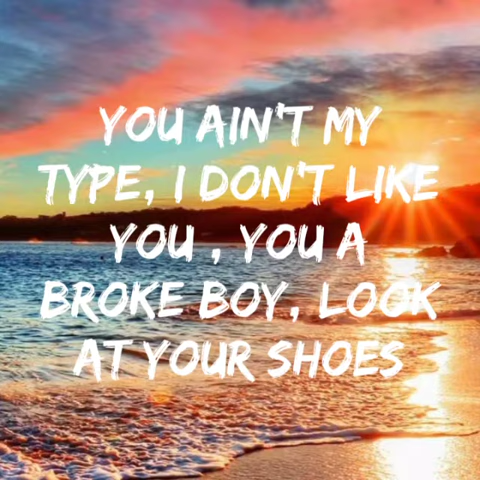 YOU AIN'T MY
TYPE, I DON'T LIKE
YOU , YOU A
BROKE BOY, LOOK
AT YOUR SHOES